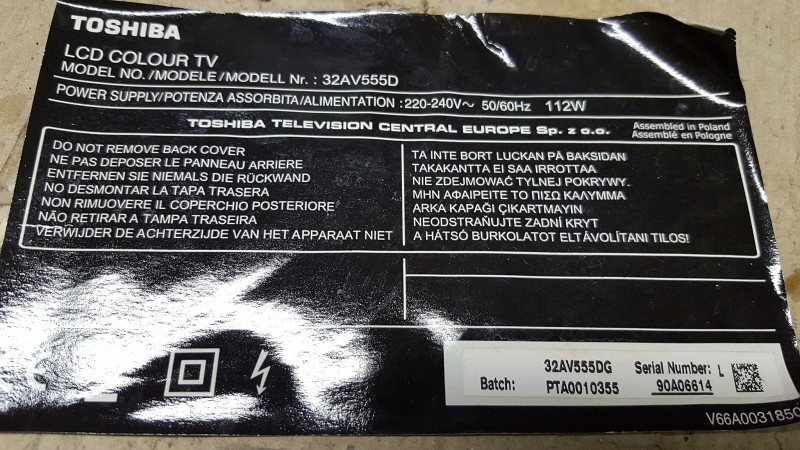 TOSHIBA
LCD COLOUR TV
MODEL NO./MODELE/MODELL Nr. : 32AV555D
POWER SUPPLY/POTENZA ASSORBITA/ALIMENTATION : 220-240V~ 50/60Hz 112W
TOSHIBA TELEVISION CENTRAL EUROPE Sp. z o.o.
Assembled in Poland
Assemblé en Pologne
DO NOT REMOVE BACK COVER
NE PAS DEPOSER LE PANNEAU ARRIERE
ENTFERNEN SIE NIEMALS DIE RÜCKWAND
NO DESMONTAR LA TAPA TRASERA
NON RIMUOVERE IL COPERCHIO POSTERIORE
NÃO RETIRAR A TAMPA TRASEIRA
VERWIJDER DE ACHTERZIJDE VAN HET APPARAAT NIET
TA INTE BORT LUCKAN PÅ BAKSIDAN
TAKAKANTTA EI SAA IRROTTAA
NIE ZDEJMOWAĆ TYLNEJ POKRYWY.
ΜΗΝ ΑΦΑΙΡΕΙΤΕ ΤΟ ΠΙΣΩ ΚΑΛΥΜΜΑ
ARKA KAPAĞI ÇIKARTMAYIN
NEODSTRAŇUJTE ZADNÍ KRYT
A HÁTSÓ BURKOLATOT ELTÁVOLÍTANI TILOS!
32AV555DG Serial Number: L
Batch: PTA0010355 90A06614
V66A0031850